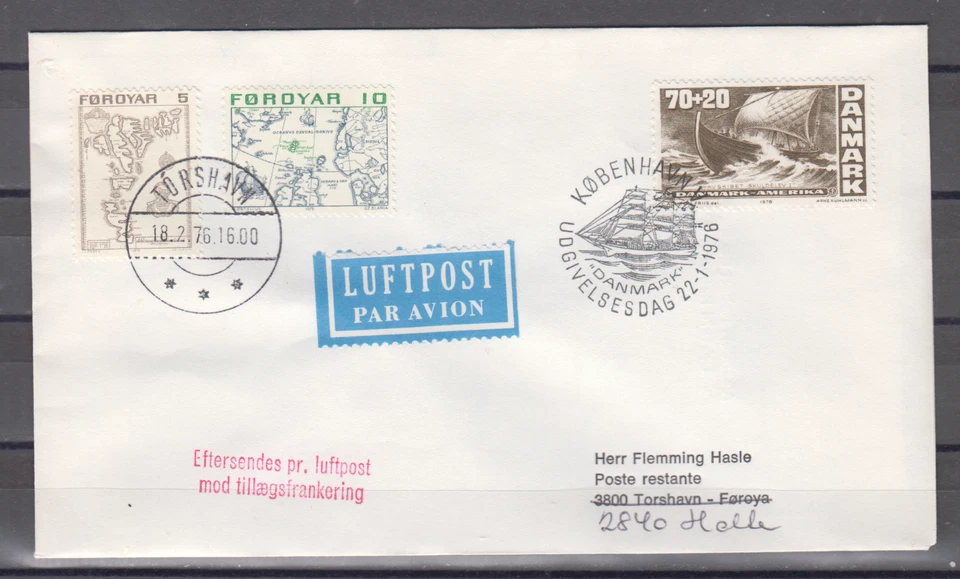 FØROYAR 5
FØROYAR 10
70+20
DANMARK
DANMARK-AMERIKA
1976
TÓRSHAVN
18.2 76.16.00
KØBENHAVN
"DANMARK"
UDGIVELSESDAG 22-1-1976
LUFTPOST
PAR AVION
Eftersendes pr. luftpost
mod tillægsfrankering
Herr Flemming Hasle
Poste restante
3800 Torshavn - Føroya
2840 Holte